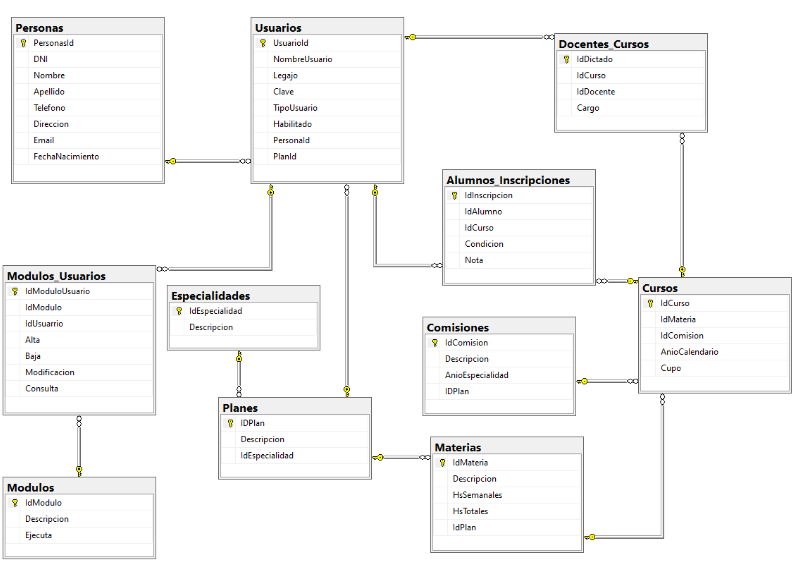 Personas
PersonasId
DNI
Nombre
Apellido
Telefono
Direccion
Email
FechaNacimiento
Usuarios
UsuarioId
NombreUsuario
Legajo
Clave
TipoUsuario
Habilitado
PersonaId
PlanId
Docentes_Cursos
IdDictado
IdCurso
IdDocente
Cargo
Alumnos_Inscripciones
IdInscripcion
IdAlumno
IdCurso
Condicion
Nota
Modulos_Usuarios
IdModuloUsuario
IdModulo
IdUsuarrio
Alta
Baja
Modificacion
Consulta
Especialidades
IdEspecialidad
Descripcion
Cursos
IdCurso
IdMateria
IdComision
AnioCalendario
Cupo
Comisiones
IdComision
Descripcion
AnioEspecialidad
IDPlan
Planes
IDPlan
Descripcion
IdEspecialidad
Materias
IdMateria
Descripcion
HsSemanales
HsTotales
IdPlan
Modulos
IdModulo
Descripcion
Ejecuta